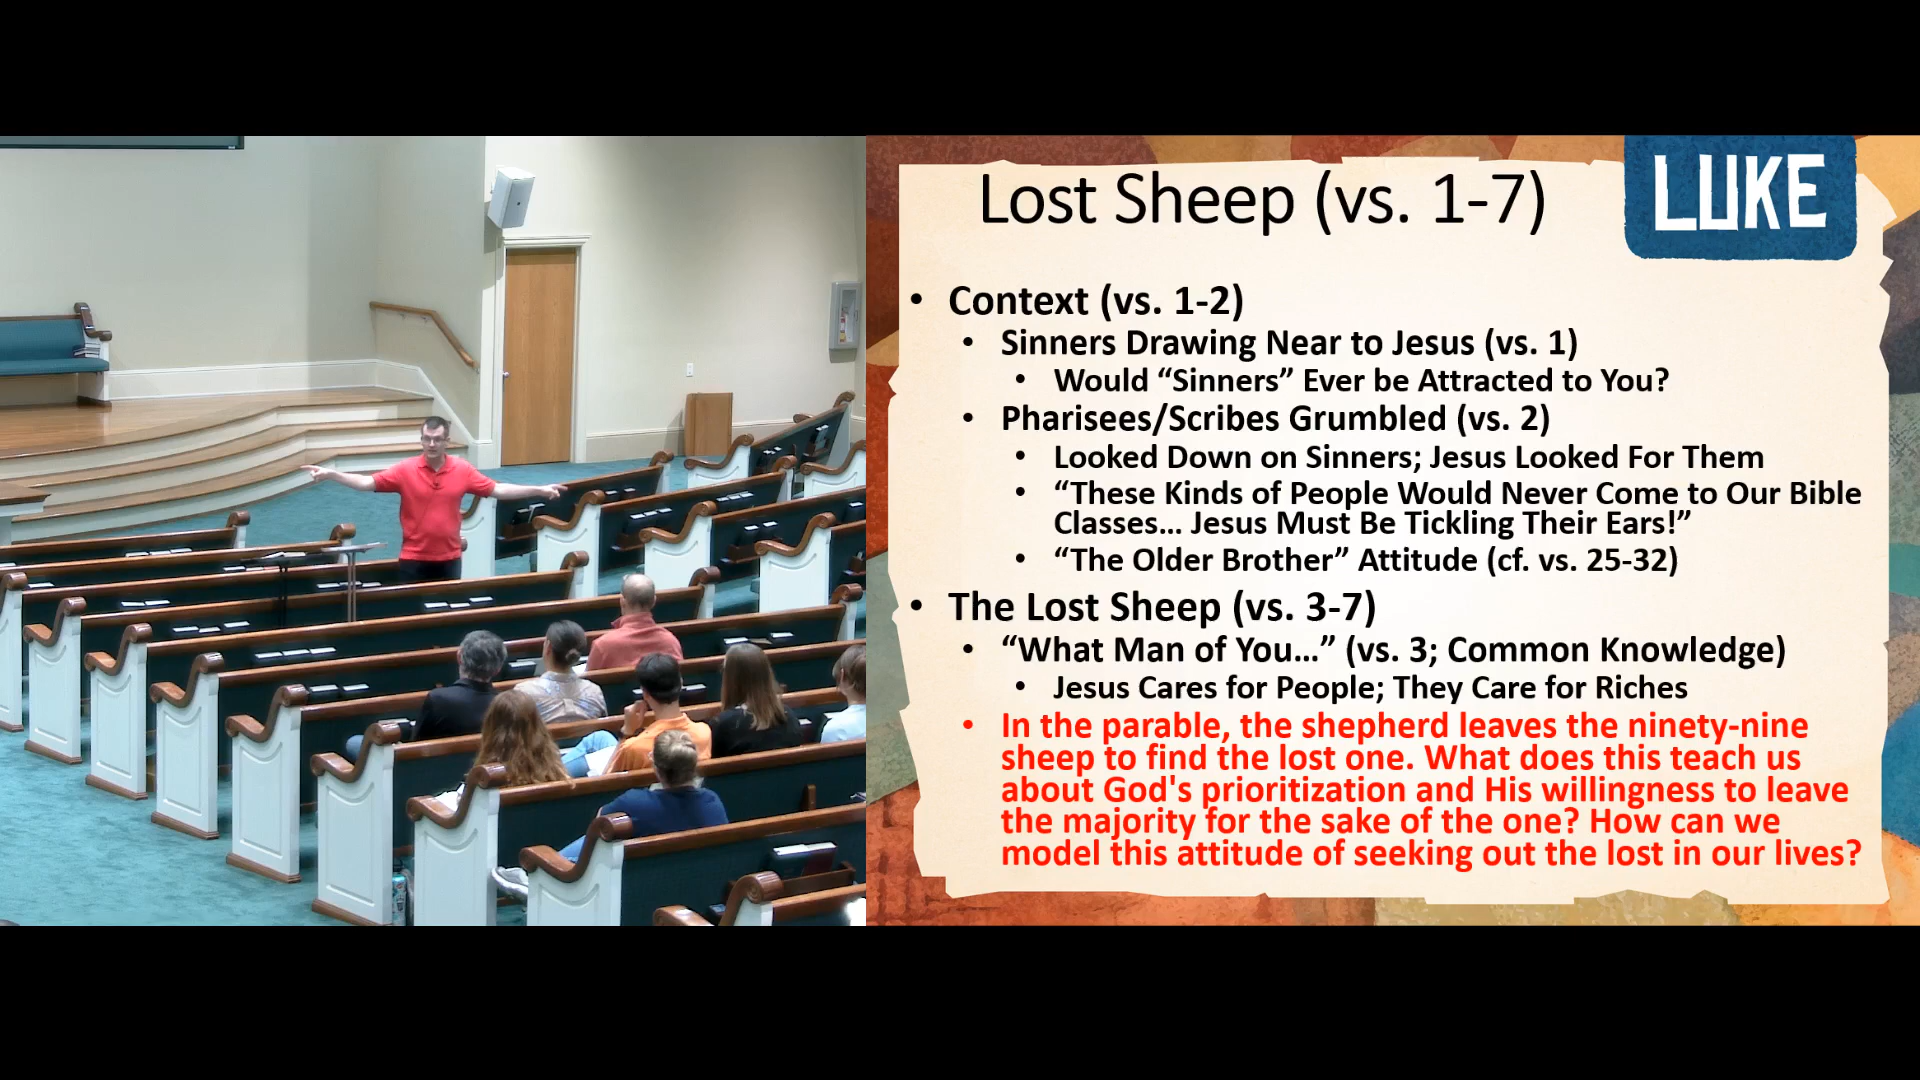 LUKE
Lost Sheep (vs. 1-7)
• Context (vs. 1-2)
• Sinners Drawing Near to Jesus (vs. 1)
• Would “Sinners” Ever be Attracted to You?
• Pharisees/Scribes Grumbled (vs. 2)
• Looked Down on Sinners; Jesus Looked For Them
• “These Kinds of People Would Never Come to Our Bible
Classes... Jesus Must Be Tickling Their Ears!”
• “The Older Brother” Attitude (cf. vs. 25-32)
• The Lost Sheep (vs. 3-7)
• “What Man of You...” (vs. 3; Common Knowledge)
• Jesus Cares for People; They Care for Riches
• In the parable, the shepherd leaves the ninety-nine
sheep to find the lost one. What does this teach us
about God's prioritization and His willingness to leave
the majority for the sake of the one? How can we
model this attitude of seeking out the lost in our lives?